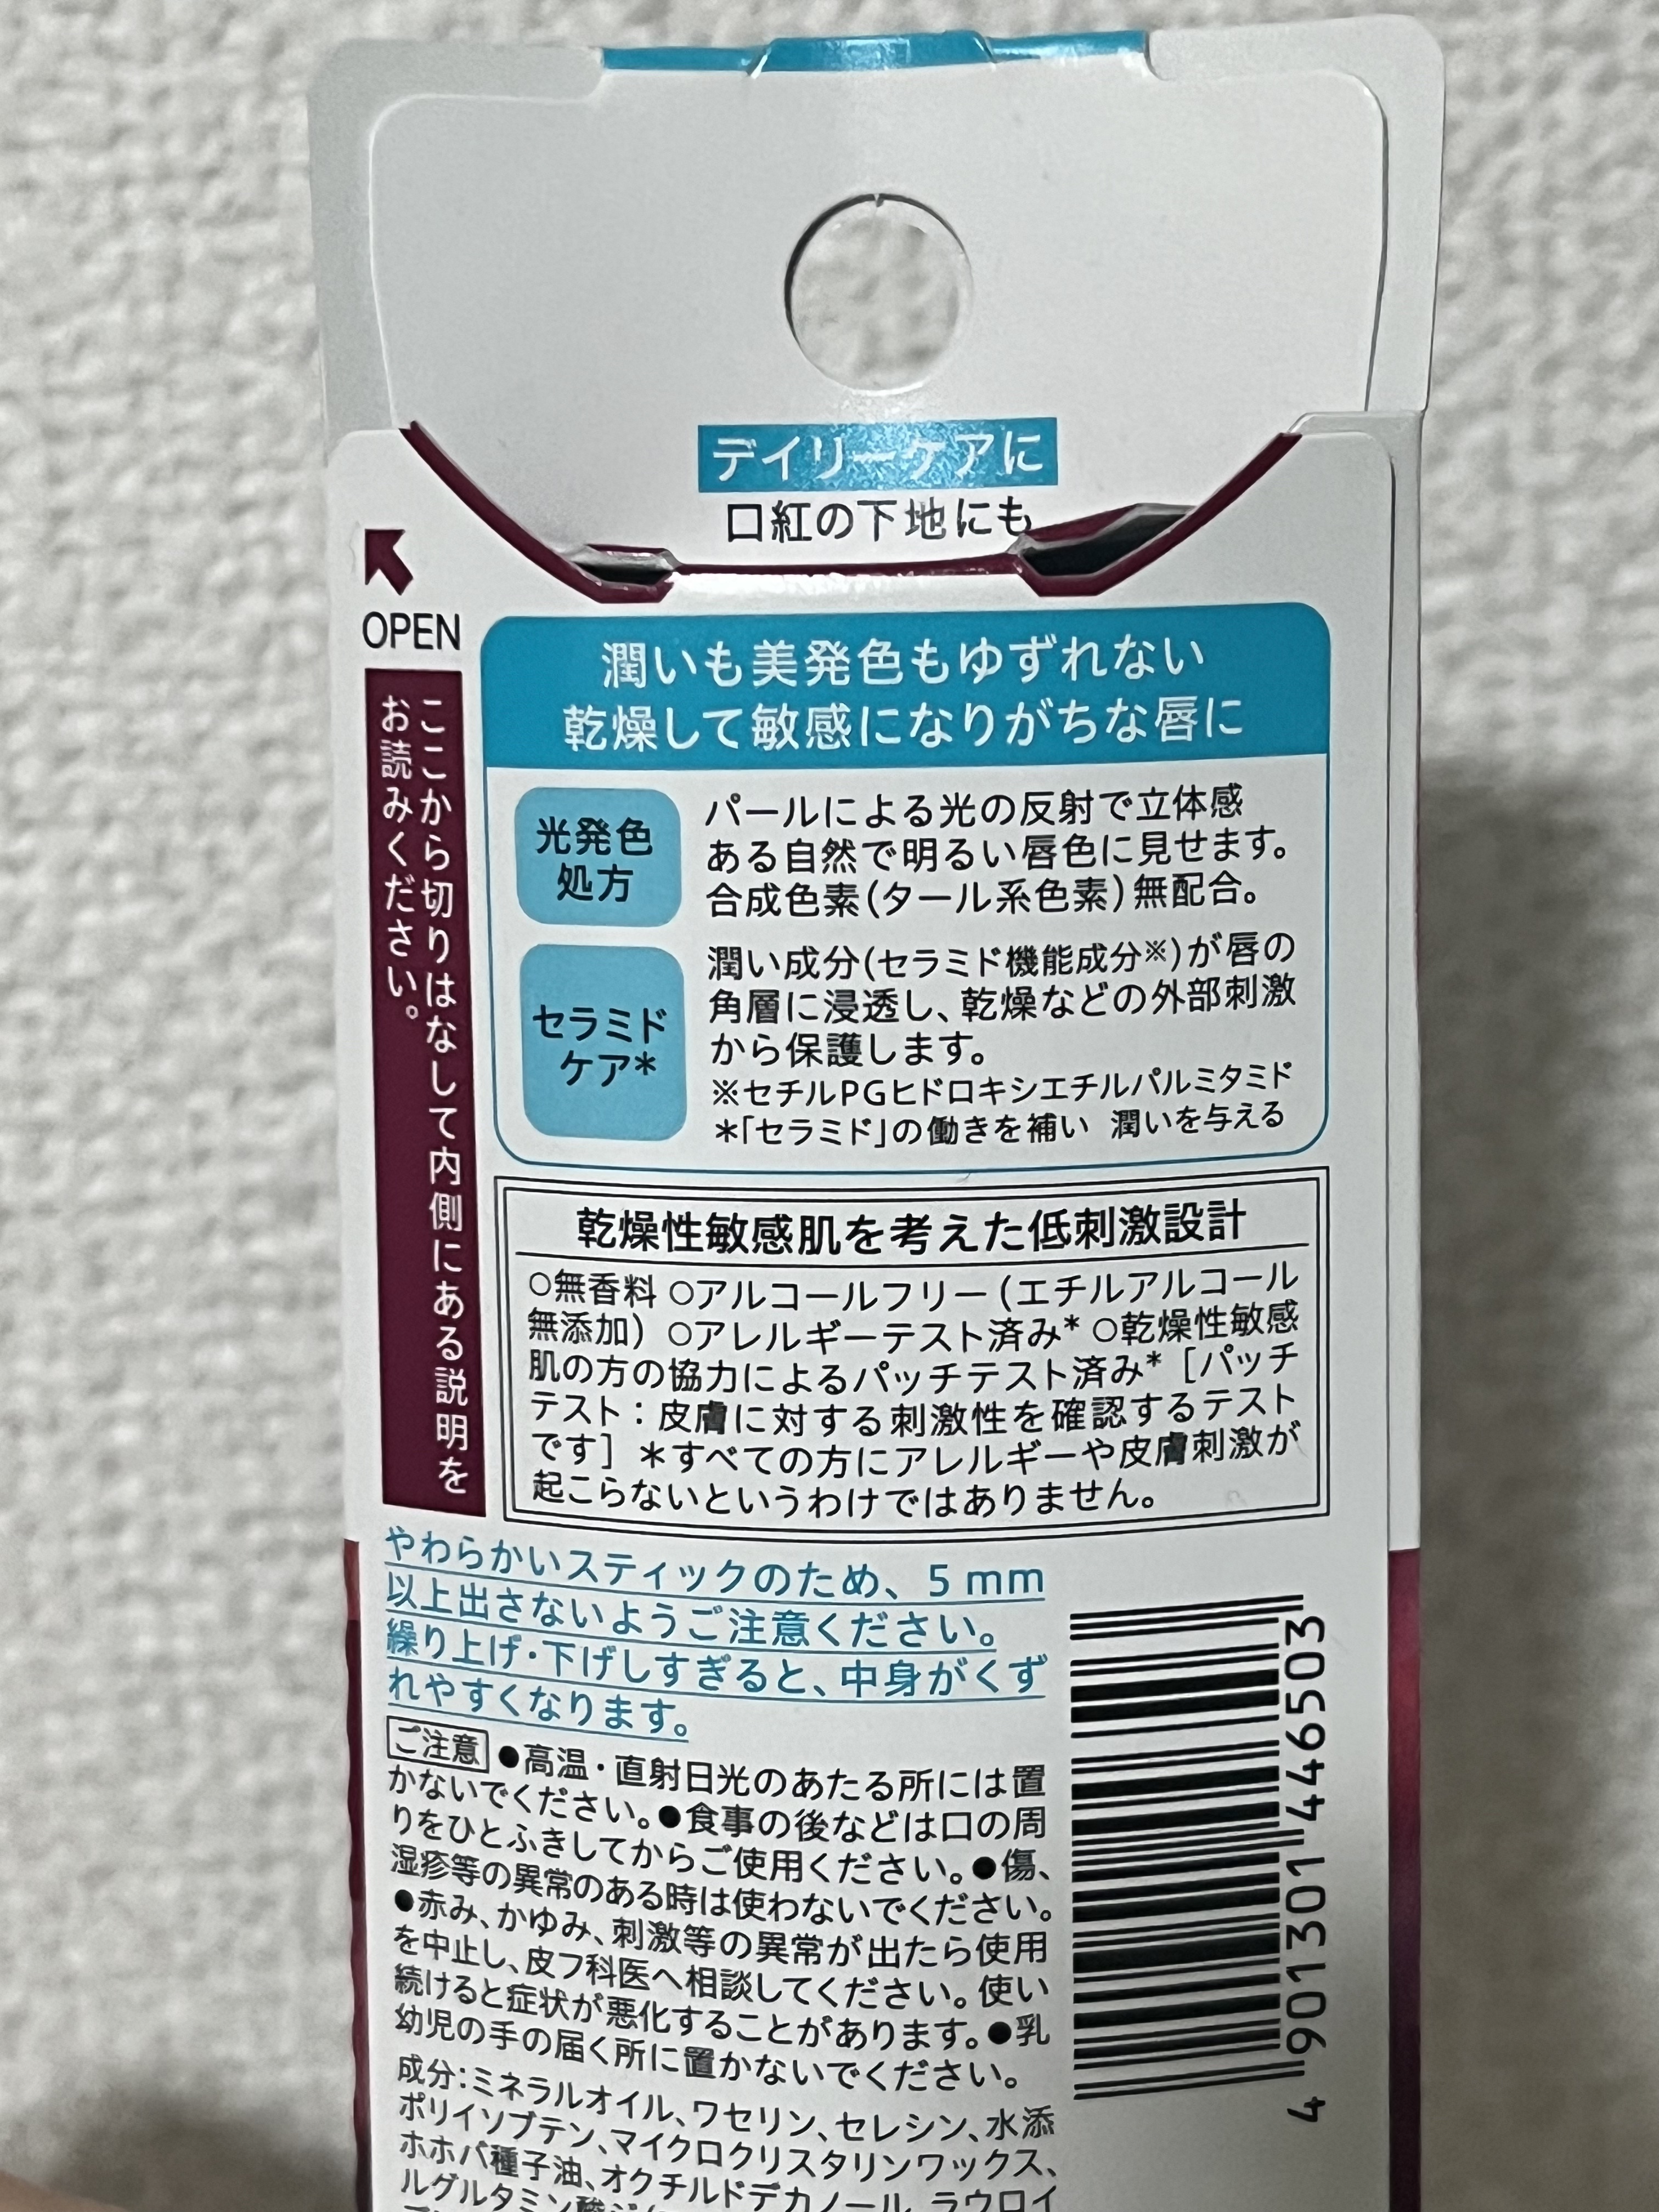 デイリーケアに
口紅の下地にも
OPEN
ここから切りはなして内側にある説明を
お読みください。
潤いも美発色もゆずれない
乾燥して敏感になりがちな唇に
光発色
処方
パールによる光の反射で立体感
ある自然で明るい唇色に見せます。
合成色素(タール系色素)無配合。
セラミド
ケア*
潤い成分(セラミド機能成分※)が唇の
角層に浸透し、乾燥などの外部刺激
から保護します。
※セチルPGヒドロキシエチルパルミタミド
*「セラミド」の働きを補い 潤いを与える
乾燥性敏感肌を考えた低刺激設計
○無香料 ○アルコールフリー(エチルアルコール
無添加) ○アレルギーテスト済み* ○乾燥性敏感
肌の方の協力によるパッチテスト済み* [パッチ
テスト:皮膚に対する刺激性を確認するテスト
です] *すべての方にアレルギーや皮膚刺激が
起こらないというわけではありません。
やわらかいスティックのため、5 mm
以上出さないようご注意ください。
繰り上げ・下げしすぎると、中身がくず
れやすくなります。
ご注意 ●高温・直射日光のあたる所には置
かないでください。●食事の後などは口の周
りをひとふきしてからご使用ください。●傷、
湿疹等の異常のある時は使わないでください。
●赤み、かゆみ、刺激等の異常が出たら使用
を中止し、皮フ科医へ相談してください。使い
続けると症状が悪化することがあります。●乳
幼児の手の届く所に置かないでください。
成分:ミネラルオイル、ワセリン、セレシン、水添
ポリイソブテン、マイクロクリスタリンワックス、
ホホバ種子油、オクチルドデカノール、ラウロイ
ルグルタミン酸ジ
4 901301 446503